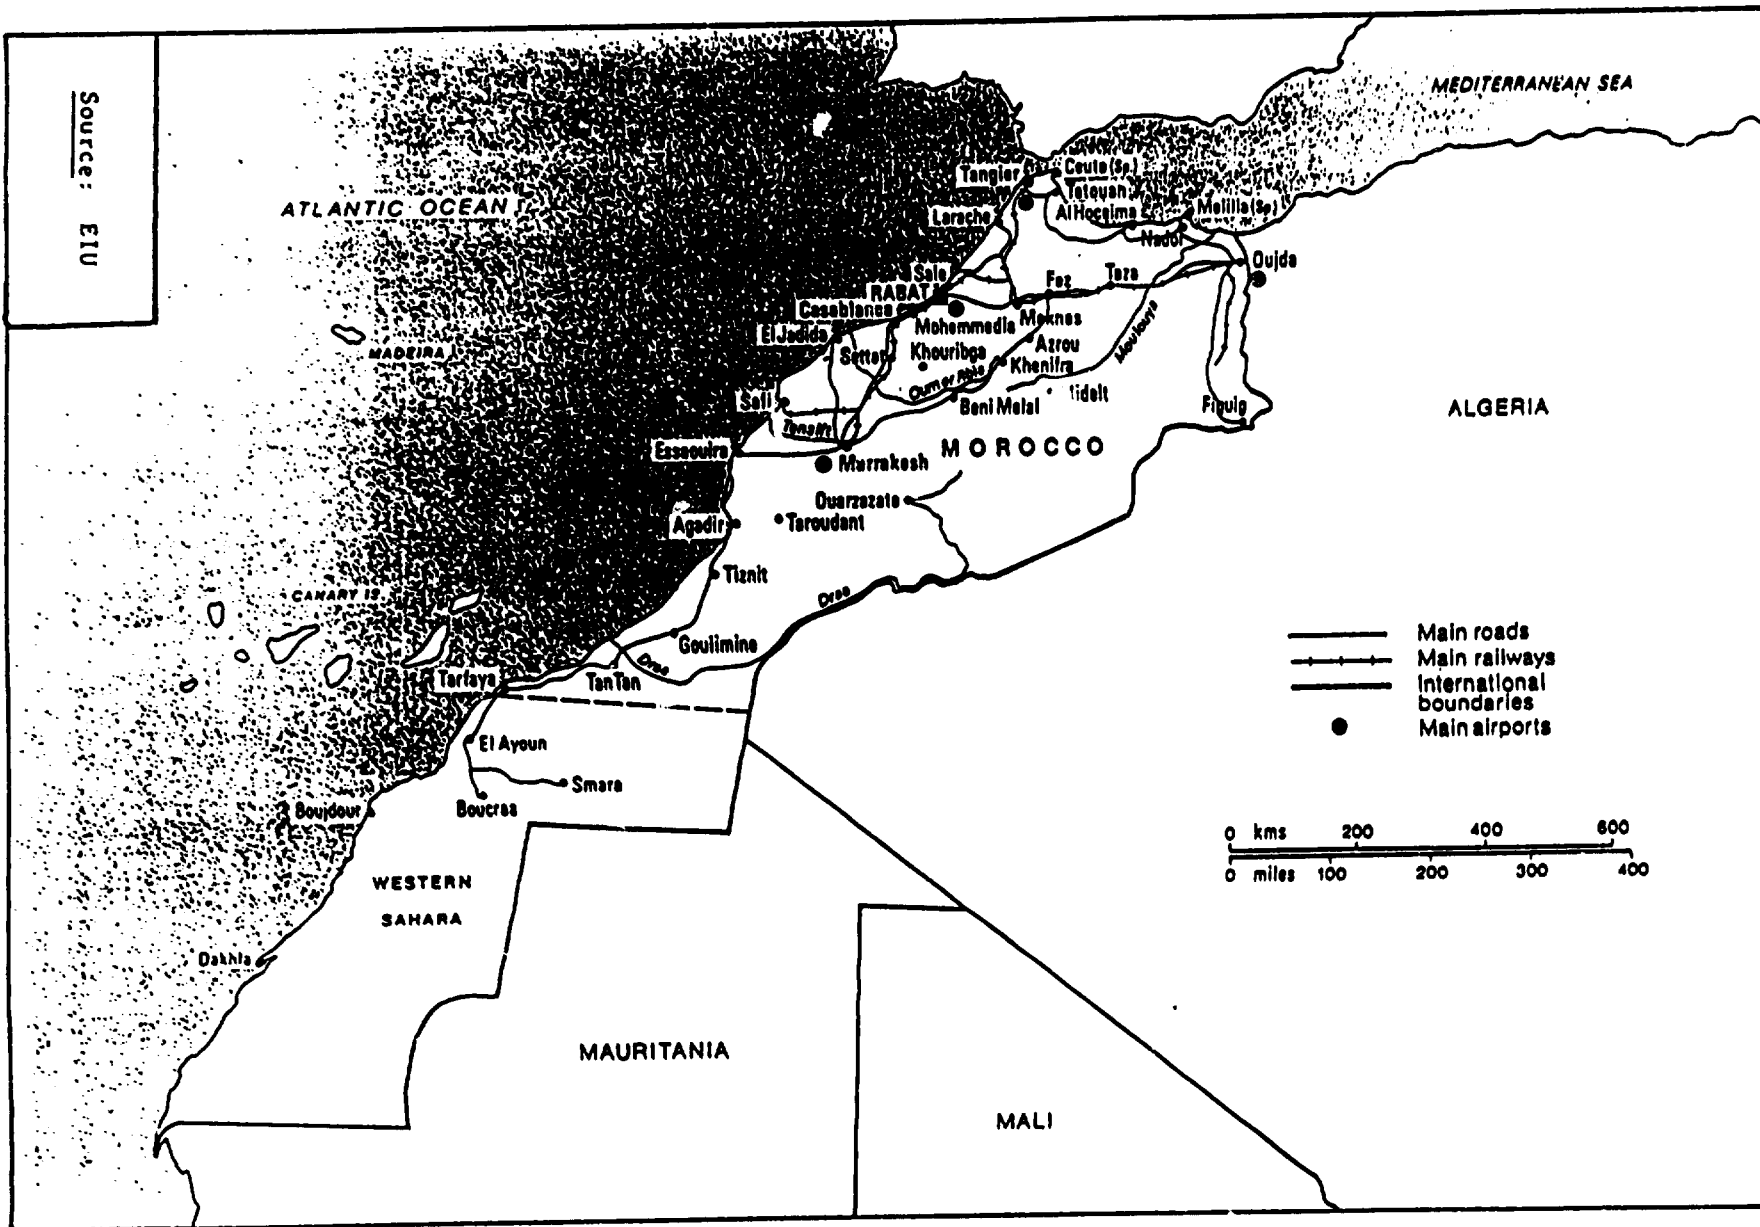 Source: EIU
MEDITERRANEAN SEA
ATLANTIC OCEAN
Tangier
Ceuta (Sp.)
Tetouan
Larache
Al Hoceima
Melilla (Sp.)
Nador
Oujda
Sale
RABAT
Fez
Taza
Casablanca
Mohammedia
Meknes
Moulouya
El Jadida
Settat
Khouribga
Azrou
Khenifra
MADEIRA
Oum er Rbia
Beni Melal
Safi
Tensift
Figuig
ALGERIA
Essaouira
MOROCCO
Marrakesh
Ouarzazate
Agadir
Taroudant
Tiznit
CANARY IS.
Draa
Goulimine
Draa
Tarfaya
TanTan
Main roads
Main railways
International
boundaries
Main airports
El Ayoun
Smara
Boucraa
Boujdour
0 kms 200 400 600
0 miles 100 200 300 400
WESTERN
SAHARA
Dakhla
MAURITANIA
MALI